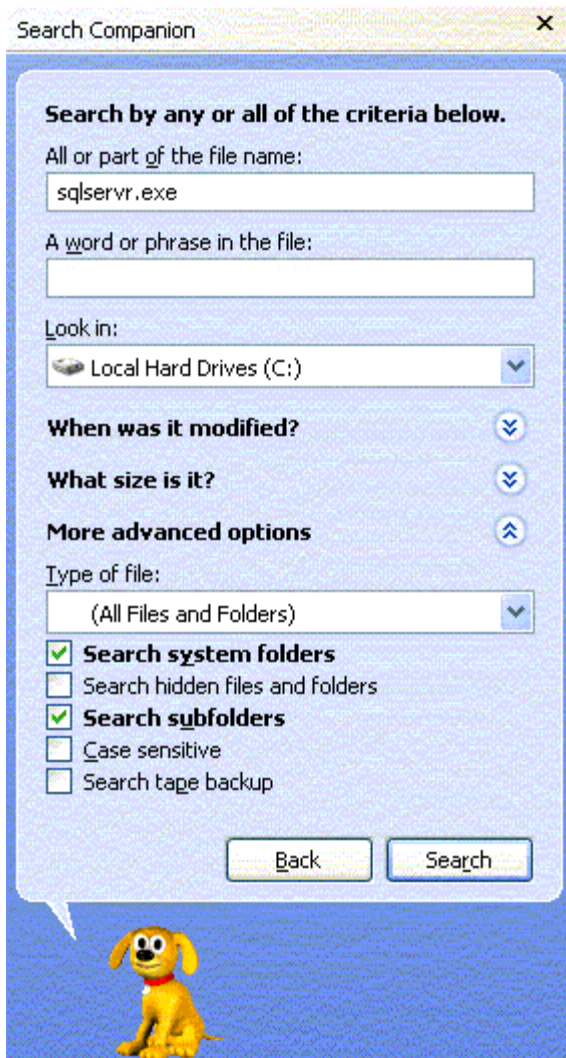 Search Companion
Search by any or all of the criteria below.
All or part of the file name:
sqlservr.exe
A word or phrase in the file:
Look in:
Local Hard Drives (C:)
When was it modified?
What size is it?
More advanced options
Type of file:
(All Files and Folders)
Search system folders
Search hidden files and folders
Search subfolders
Case sensitive
Search tape backup
Back Search